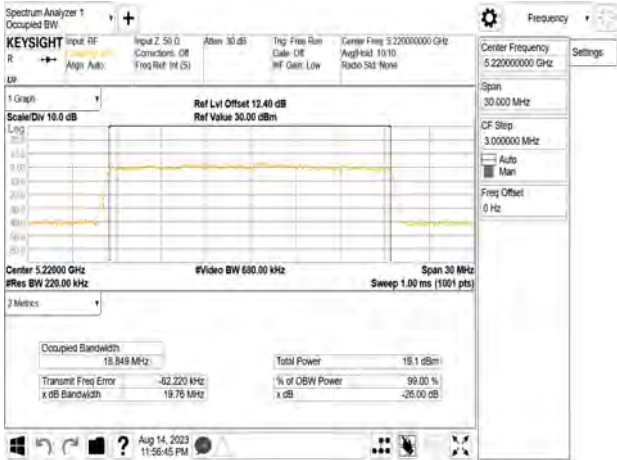 Spectrum Analyzer 1
Occupied BW
Frequency
KEYSIGHT
Input: RF
Input Z: 50 Ω
Atten: 30 dB
Trig: Free Run
Center Freq: 5.220000000 GHz
R
Corrections: Off
Gate: Off
Avg|Hold: 10/10
Align: Auto
Freq Ref: Int (S)
#IF Gain: Low
Radio Std: None
Center Frequency
5.220000000 GHz
Settings
Span
30.000 MHz
CF Step
3.000000 MHz
Auto
Man
Freq Offset
0 Hz
1 Graph
Ref Lvl Offset 12.40 dB
Scale/Div 10.0 dB
Ref Value 30.00 dBm
Log
0.00
Center 5.22000 GHz
#Video BW 680.00 kHz
Span 30 MHz
#Res BW 220.00 kHz
Sweep 1.00 ms (1001 pts)
2 Metrics
Occupied Bandwidth
18.849 MHz
Total Power
19.1 dBm
Transmit Freq Error
-62.220 kHz
% of OBW Power
99.00 %
x dB Bandwidth
19.76 MHz
x dB
-26.00 dB
Aug 14, 2023
11:56:45 PM